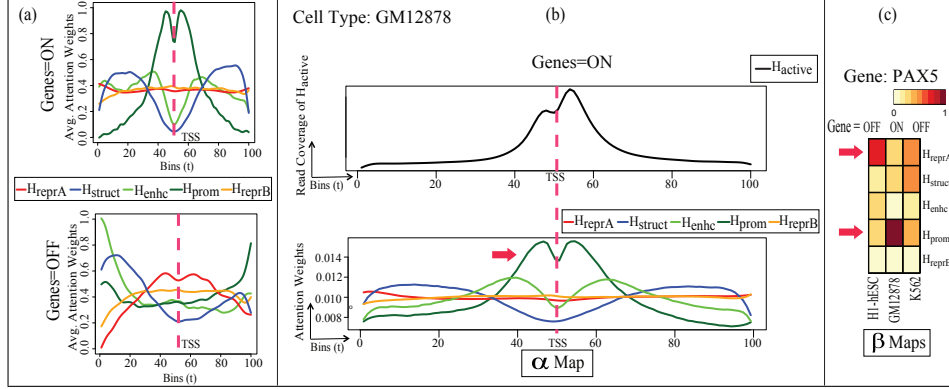 (a)
Genes=ON
Avg. Attention Weights
0.0 0.2 0.4 0.6 0.8 1.0
TSS
0 20 40 60 80 100
Bins (t)
HreprA Hstruct Henhc Hprom HreprB
Genes=OFF
Avg. Attention Weights
0.0 0.2 0.4 0.6 0.8 1.0
TSS
0 20 40 60 80 100
Bins (t)
Cell Type: GM12878 (b)
Genes=ON
Hactive
Read Coverage of Hactive
Bins (t)
0 20 40 TSS 60 80 100
HreprA Hstruct Henhc Hprom HreprB
Attention Weights
0.014
0.010
0.008
Bins (t)
0 20 40 TSS 60 80 100
α Map
(c)
Gene: PAX5
0 1
Gene = OFF ON OFF
HreprA
Hstruct
Henhc
Hprom
HreprB
H1-hESC
GM12878
K562
β Maps